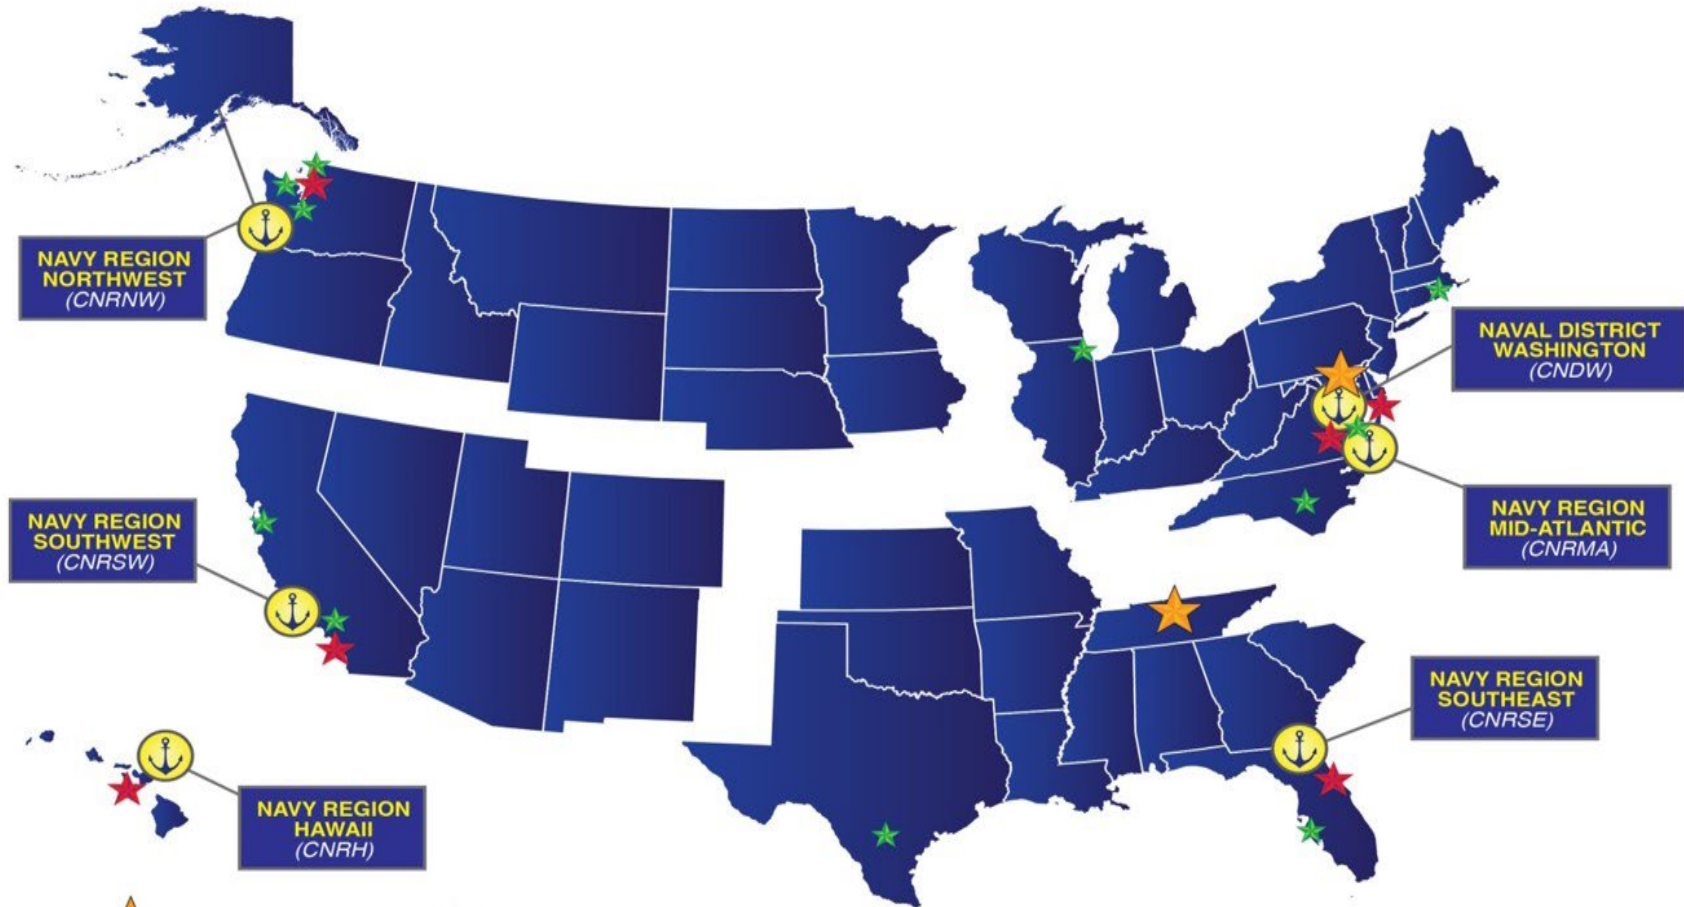 NAVY REGION
NORTHWEST
(CNRNW)
NAVAL DISTRICT
WASHINGTON
(CNDW)
NAVY REGION
SOUTHWEST
(CNRSW)
NAVY REGION
MID-ATLANTIC
(CNRMA)
NAVY REGION
SOUTHEAST
(CNRSE)
NAVY REGION
HAWAII
(CNRH)